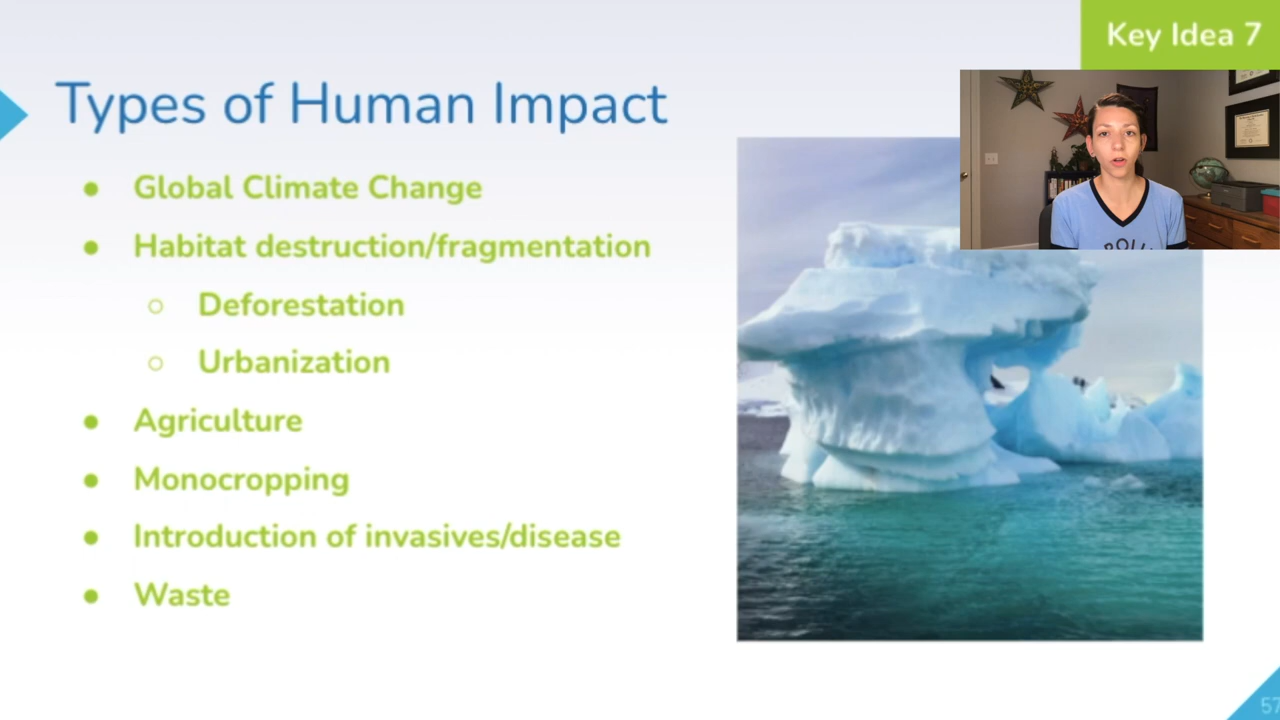 Key Idea 7
Types of Human Impact
● Global Climate Change
● Habitat destruction/fragmentation
○ Deforestation
○ Urbanization
● Agriculture
● Monocropping
● Introduction of invasives/disease
● Waste
57